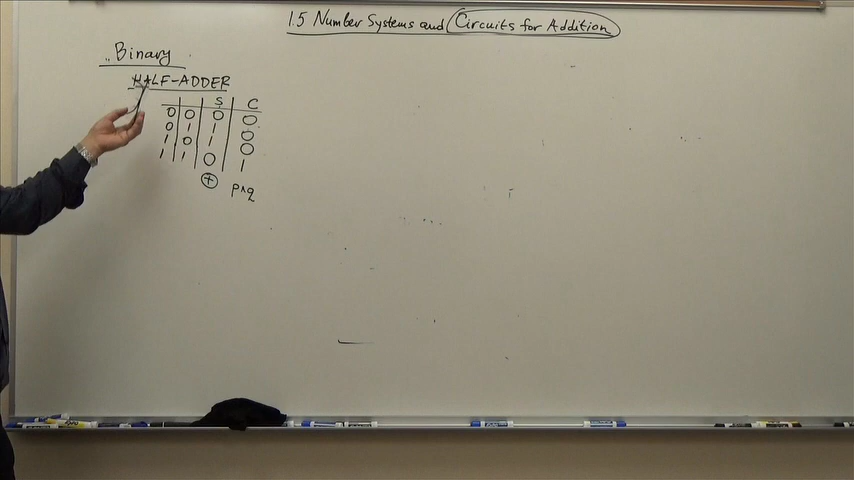 1.5 Number Systems and Circuits for Addition
Binary
HALF-ADDER
S C
0 0 0 0
0 1 1 0
1 0 1 0
1 1 0 1
⊕ p∧q